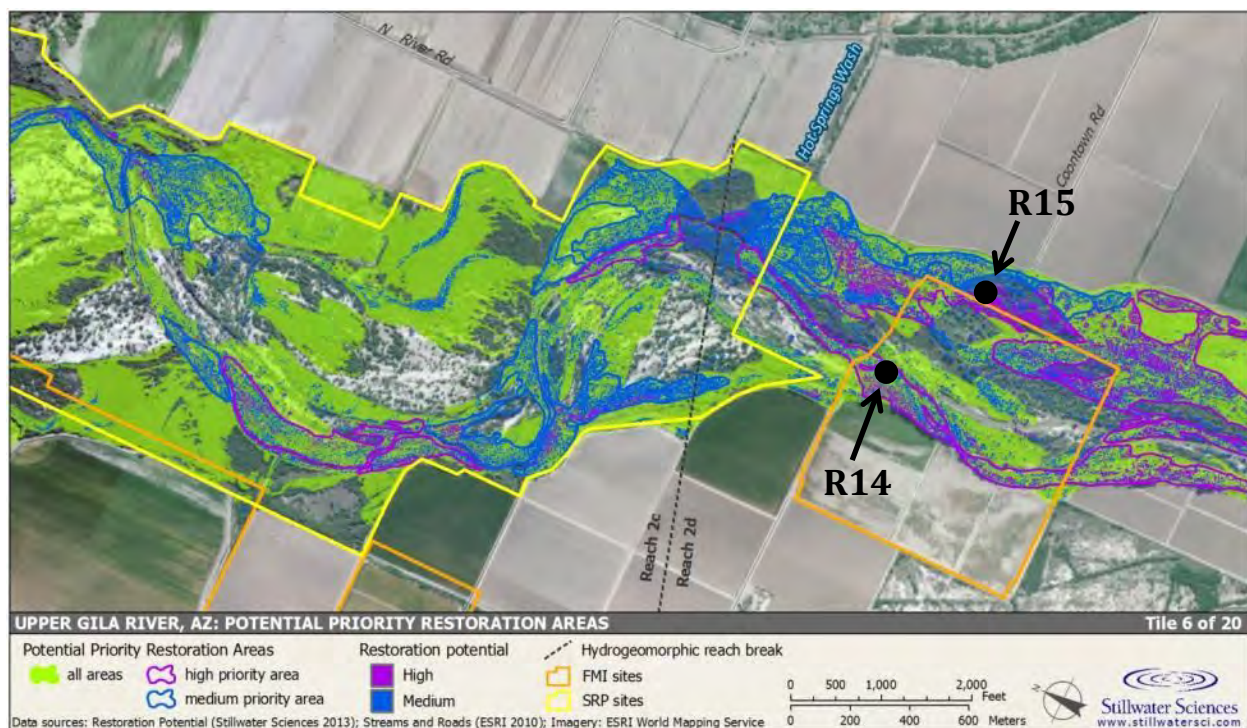 N River Rd
Hot Springs Wash
Coontown Rd
R15
R14
Reach 2c
Reach 2d
UPPER GILA RIVER, AZ: POTENTIAL PRIORITY RESTORATION AREAS
Tile 6 of 20
Potential Priority Restoration Areas
all areas
high priority area
medium priority area
Restoration potential
High
Medium
Hydrogeomorphic reach break
FMI sites
SRP sites
0 500 1,000 2,000
Feet
0 200 400 600 Meters
N
Stillwater Sciences
www.stillwatersci.com
Data sources: Restoration Potential (Stillwater Sciences 2013); Streams and Roads (ESRI 2010); Imagery: ESRI World Mapping Service